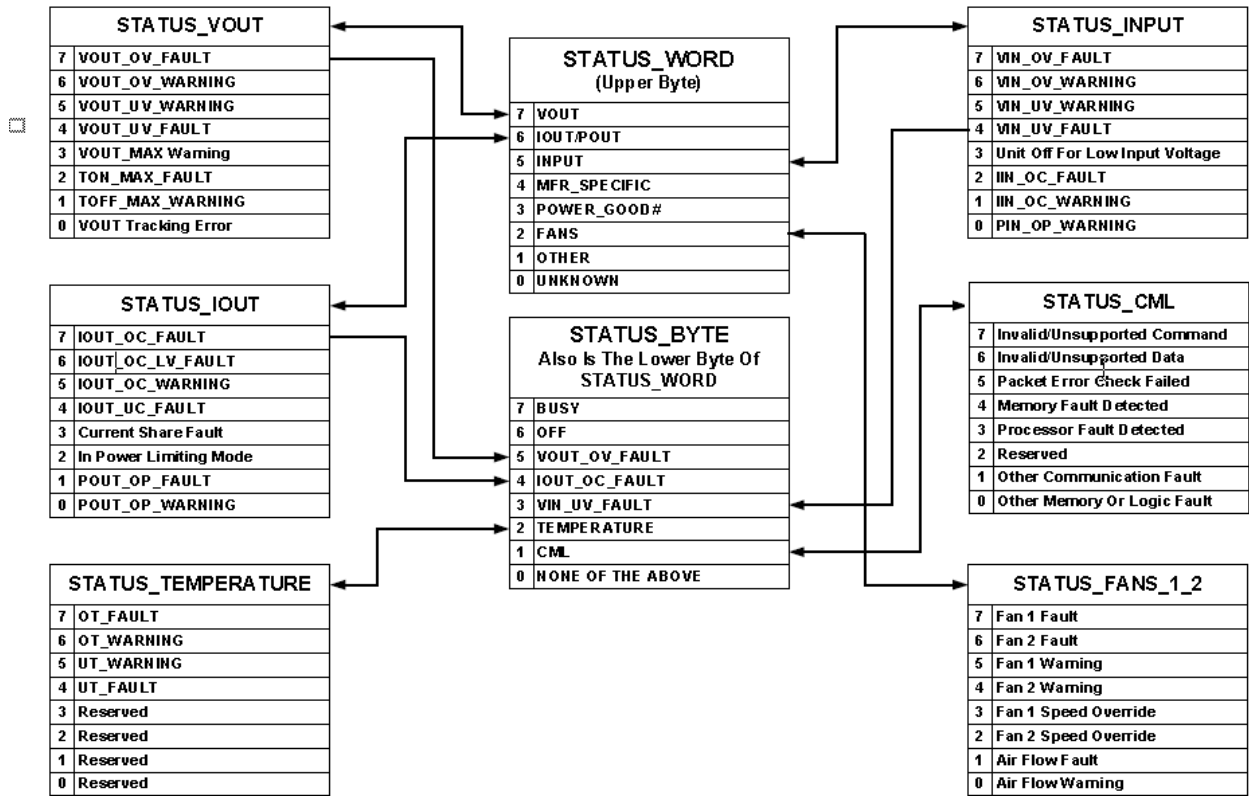 STATUS_VOUT
7 VOUT_OV_FAULT
6 VOUT_OV_WARNING
5 VOUT_UV_WARNING
4 VOUT_UV_FAULT
3 VOUT_MAX Warning
2 TON_MAX_FAULT
1 TOFF_MAX_WARNING
0 VOUT Tracking Error
STATUS_IOUT
7 IOUT_OC_FAULT
6 IOUT_OC_LV_FAULT
5 IOUT_OC_WARNING
4 IOUT_UC_FAULT
3 Current Share Fault
2 In Power Limiting Mode
1 POUT_OP_FAULT
0 POUT_OP_WARNING
STATUS_TEMPERATURE
7 OT_FAULT
6 OT_WARNING
5 UT_WARNING
4 UT_FAULT
3 Reserved
2 Reserved
1 Reserved
0 Reserved
STATUS_WORD
(Upper Byte)
7 VOUT
6 IOUT/POUT
5 INPUT
4 MFR_SPECIFIC
3 POWER_GOOD#
2 FANS
1 OTHER
0 UNKNOWN
STATUS_BYTE
Also Is The Lower Byte Of
STATUS_WORD
7 BUSY
6 OFF
5 VOUT_OV_FAULT
4 IOUT_OC_FAULT
3 VIN_UV_FAULT
2 TEMPERATURE
1 CML
0 NONE OF THE ABOVE
STATUS_INPUT
7 VIN_OV_FAULT
6 VIN_OV_WARNING
5 VIN_UV_WARNING
4 VIN_UV_FAULT
3 Unit Off For Low Input Voltage
2 IIN_OC_FAULT
1 IIN_OC_WARNING
0 PIN_OP_WARNING
STATUS_CML
7 Invalid/Unsupported Command
6 Invalid/Unsupported Data
5 Packet Error Check Failed
4 Memory Fault Detected
3 Processor Fault Detected
2 Reserved
1 Other Communication Fault
0 Other Memory Or Logic Fault
STATUS_FANS_1_2
7 Fan 1 Fault
6 Fan 2 Fault
5 Fan 1 Warning
4 Fan 2 Warning
3 Fan 1 Speed Override
2 Fan 2 Speed Override
1 Air Flow Fault
0 Air Flow Warning